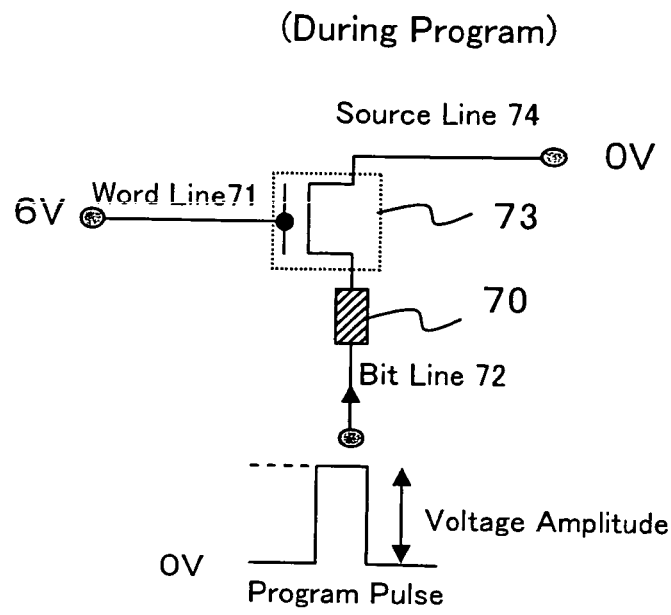 (During Program)
Source Line 74
0V
Word Line71
6V
73
70
Bit Line 72
Voltage Amplitude
0V
Program Pulse